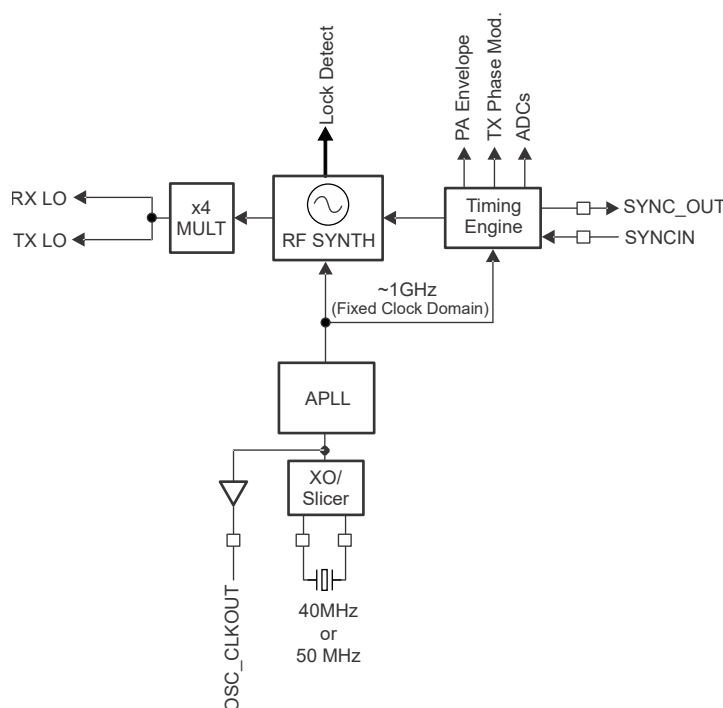 Lock Detect
PA Envelope
TX Phase Mod.
ADCs
RX LO
TX LO
x4
MULT
RF SYNTH
Timing
Engine
SYNC_OUT
SYNCIN
~1GHz
(Fixed Clock Domain)
APLL
XO/
Slicer
OSC_CLKOUT
40MHz
or
50 MHz